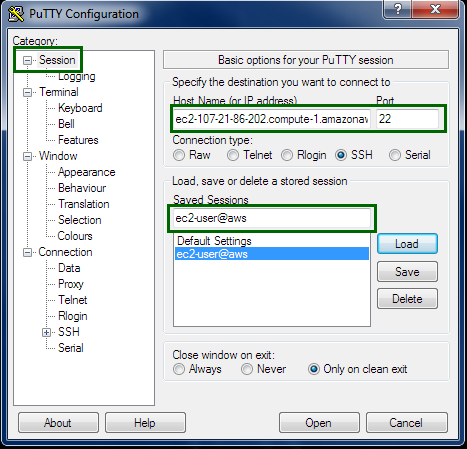 PuTTY Configuration
Category:
Session
Logging
Terminal
Keyboard
Bell
Features
Window
Appearance
Behaviour
Translation
Selection
Colours
Connection
Data
Proxy
Telnet
Rlogin
SSH
Serial
Basic options for your PuTTY session
Specify the destination you want to connect to
Host Name (or IP address) Port
ec2-107-21-86-202.compute-1.amazonaw 22
Connection type:
Raw Telnet Rlogin SSH Serial
Load, save or delete a stored session
Saved Sessions
ec2-user@aws
Default Settings
ec2-user@aws
Load
Save
Delete
Close window on exit:
Always Never Only on clean exit
About Help Open Cancel